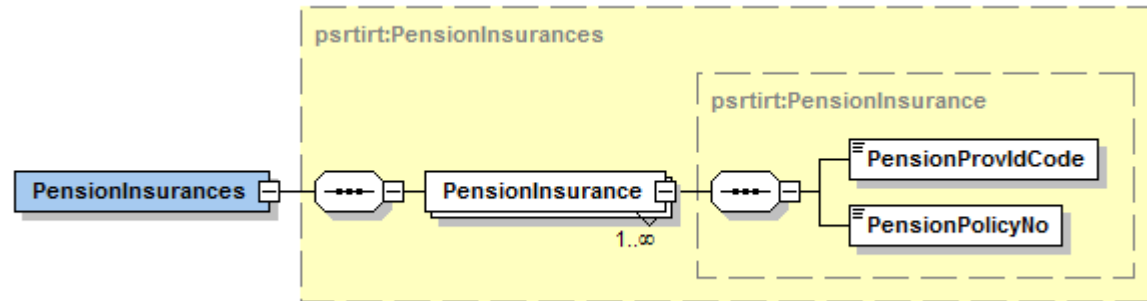 psrtirt:PensionInsurances
psrtirt:PensionInsurance
PensionProvIdCode
PensionInsurances
PensionInsurance
PensionPolicyNo
1..∞